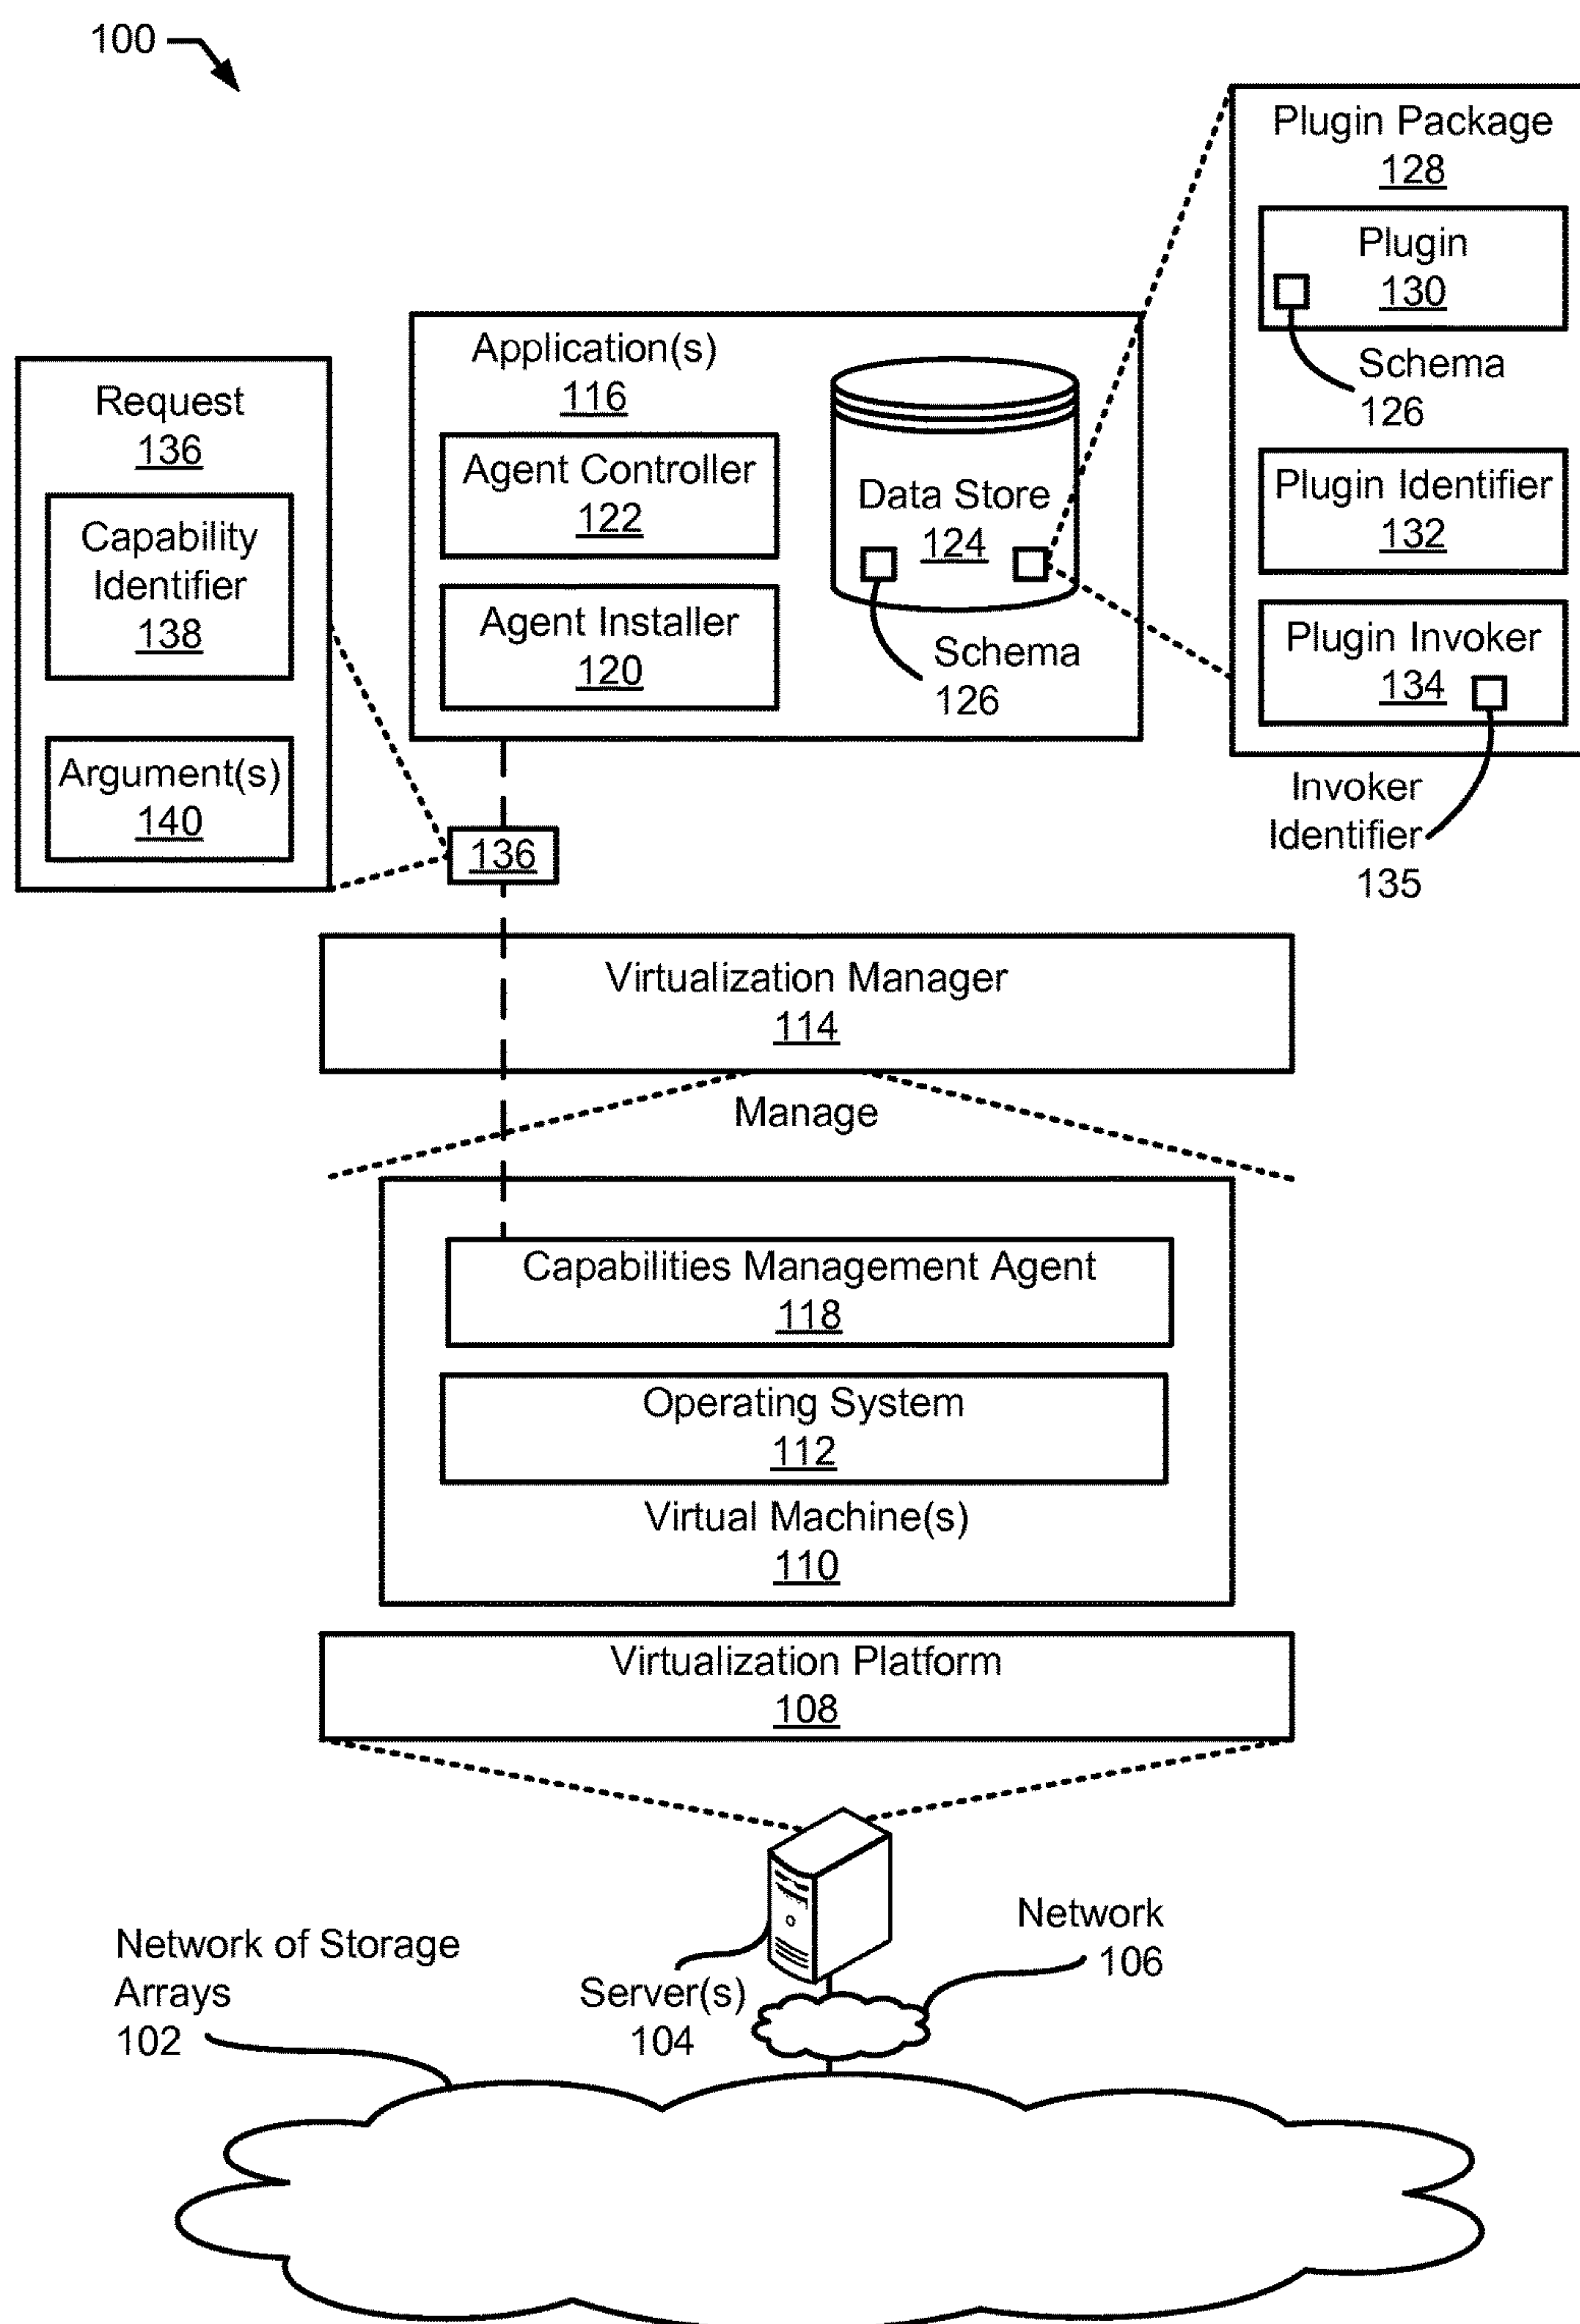 100
Plugin Package
128
Plugin
130
Schema
126
Plugin Identifier
132
Plugin Invoker
134
Invoker
Identifier
135
Application(s)
116
Agent Controller
122
Agent Installer
120
Data Store
124
Schema
126
Request
136
Capability
Identifier
138
Argument(s)
140
136
Virtualization Manager
114
Manage
Capabilities Management Agent
118
Operating System
112
Virtual Machine(s)
110
Virtualization Platform
108
Network
106
Server(s)
104
Network of Storage
Arrays
102